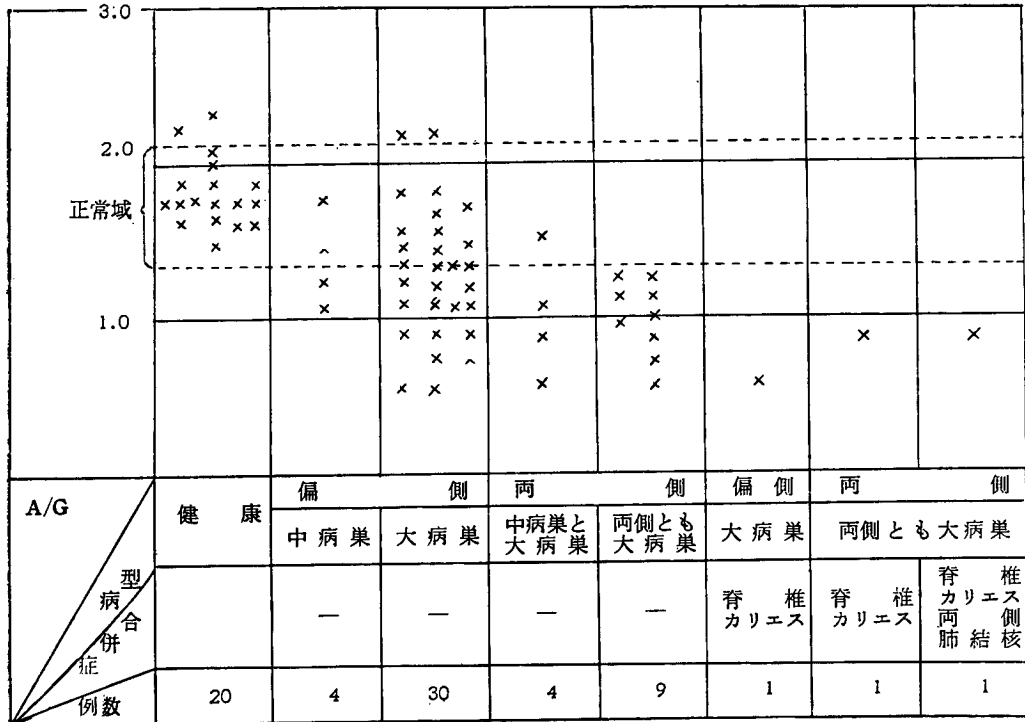 3.0
2.0
正常域
1.0
A/G
病型
合併症
例数
健康
偏側
両側
偏側
両側
中病巣
大病巣
中病巣と
大病巣
両側とも
大病巣
大病巣
両側とも大病巣
—
—
—
—
脊椎
カリエス
脊椎
カリエス
脊椎
カリエス
両側
肺結核
20
4
30
4
9
1
1
1